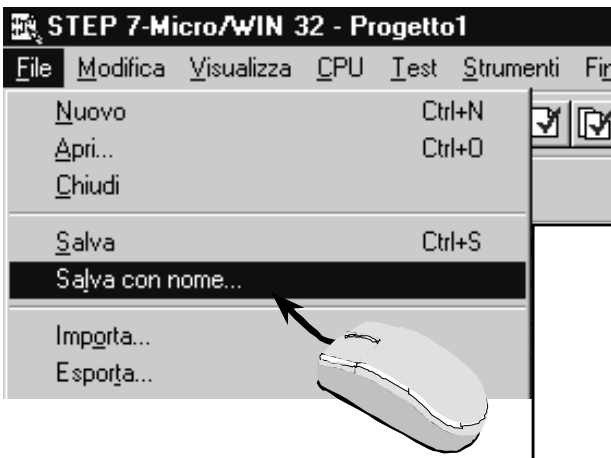 STEP 7-Micro/WIN 32 - Progetto1
File Modifica Visualizza CPU Test Strumenti
Nuovo Ctrl+N
Apri... Ctrl+O
Chiudi
Salva Ctrl+S
Salva con nome...
Importa...
Esporta...